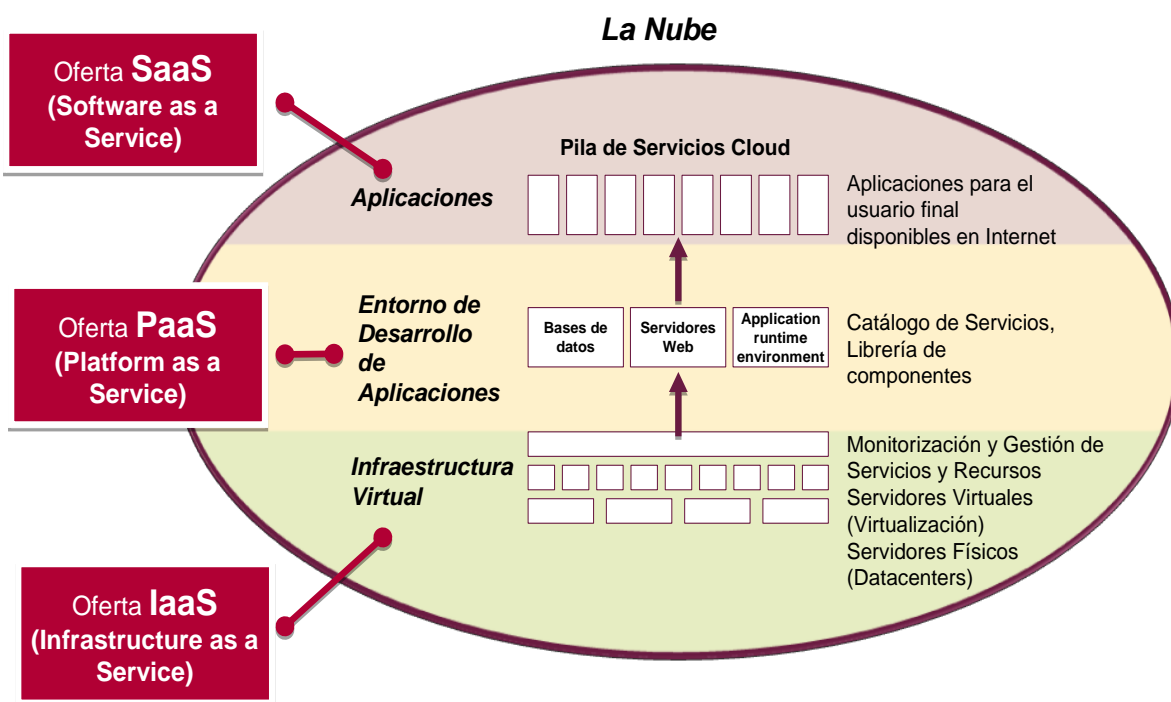 La Nube
Oferta SaaS
(Software as a
Service)
Pila de Servicios Cloud
Aplicaciones
Aplicaciones para el
usuario final
disponibles en Internet
Oferta PaaS
(Platform as a
Service)
Entorno de
Desarrollo
de
Aplicaciones
Bases de
datos
Servidores
Web
Application
runtime
environment
Catálogo de Servicios,
Librería de
componentes
Infraestructura
Virtual
Monitorización y Gestión de
Servicios y Recursos
Servidores Virtuales
(Virtualización)
Servidores Físicos
(Datacenters)
Oferta IaaS
(Infrastructure as a
Service)